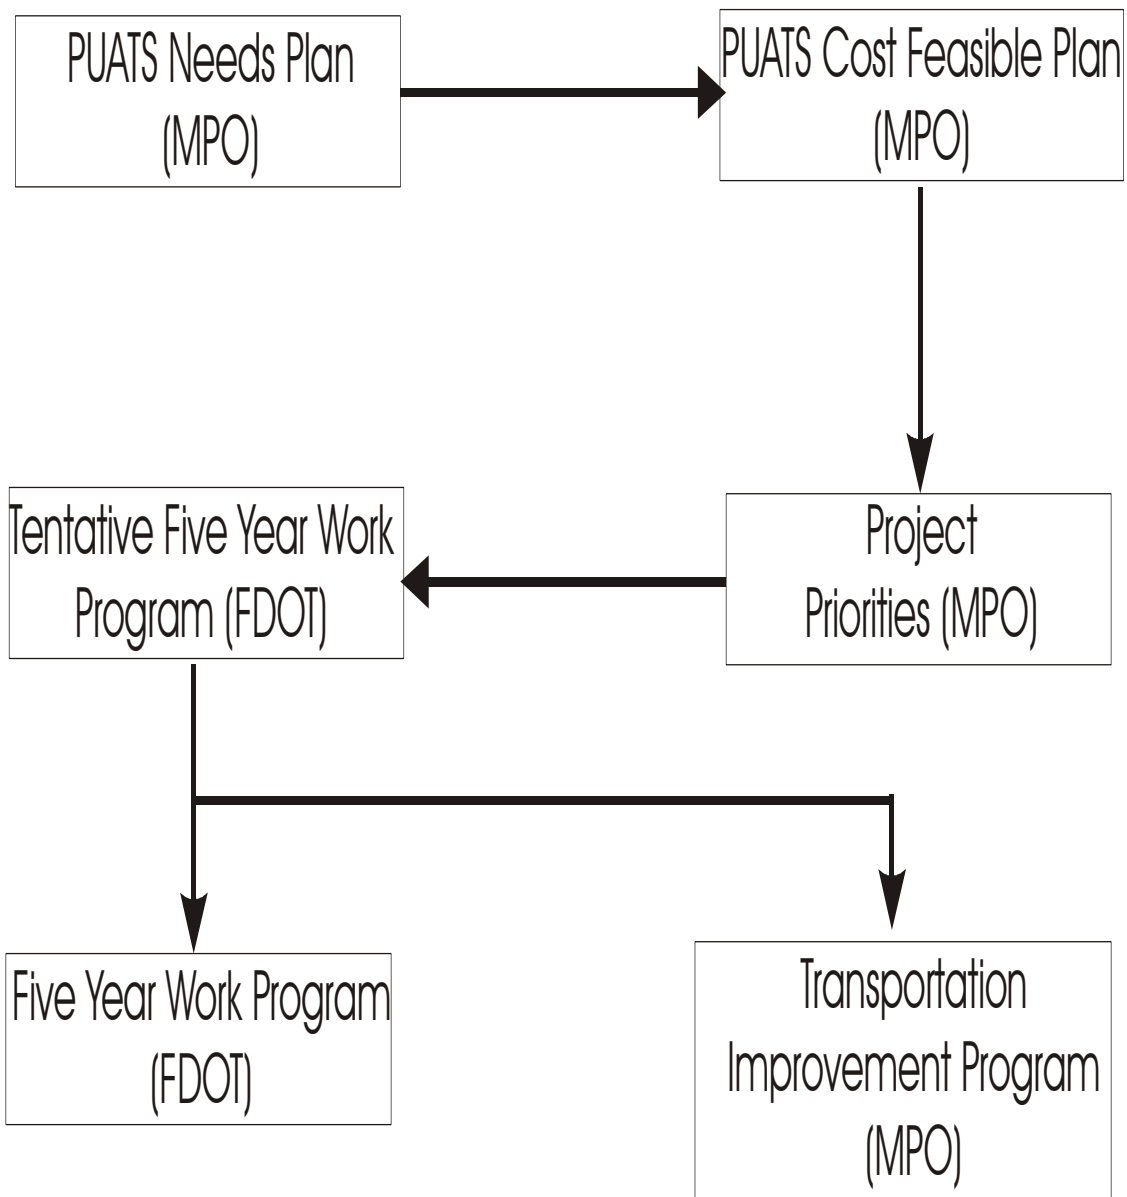 PUATS Needs Plan
(MPO)
PUATS Cost Feasible Plan
(MPO)
Tentative Five Year Work
Program (FDOT)
Project
Priorities (MPO)
Five Year Work Program
(FDOT)
Transportation
Improvement Program
(MPO)